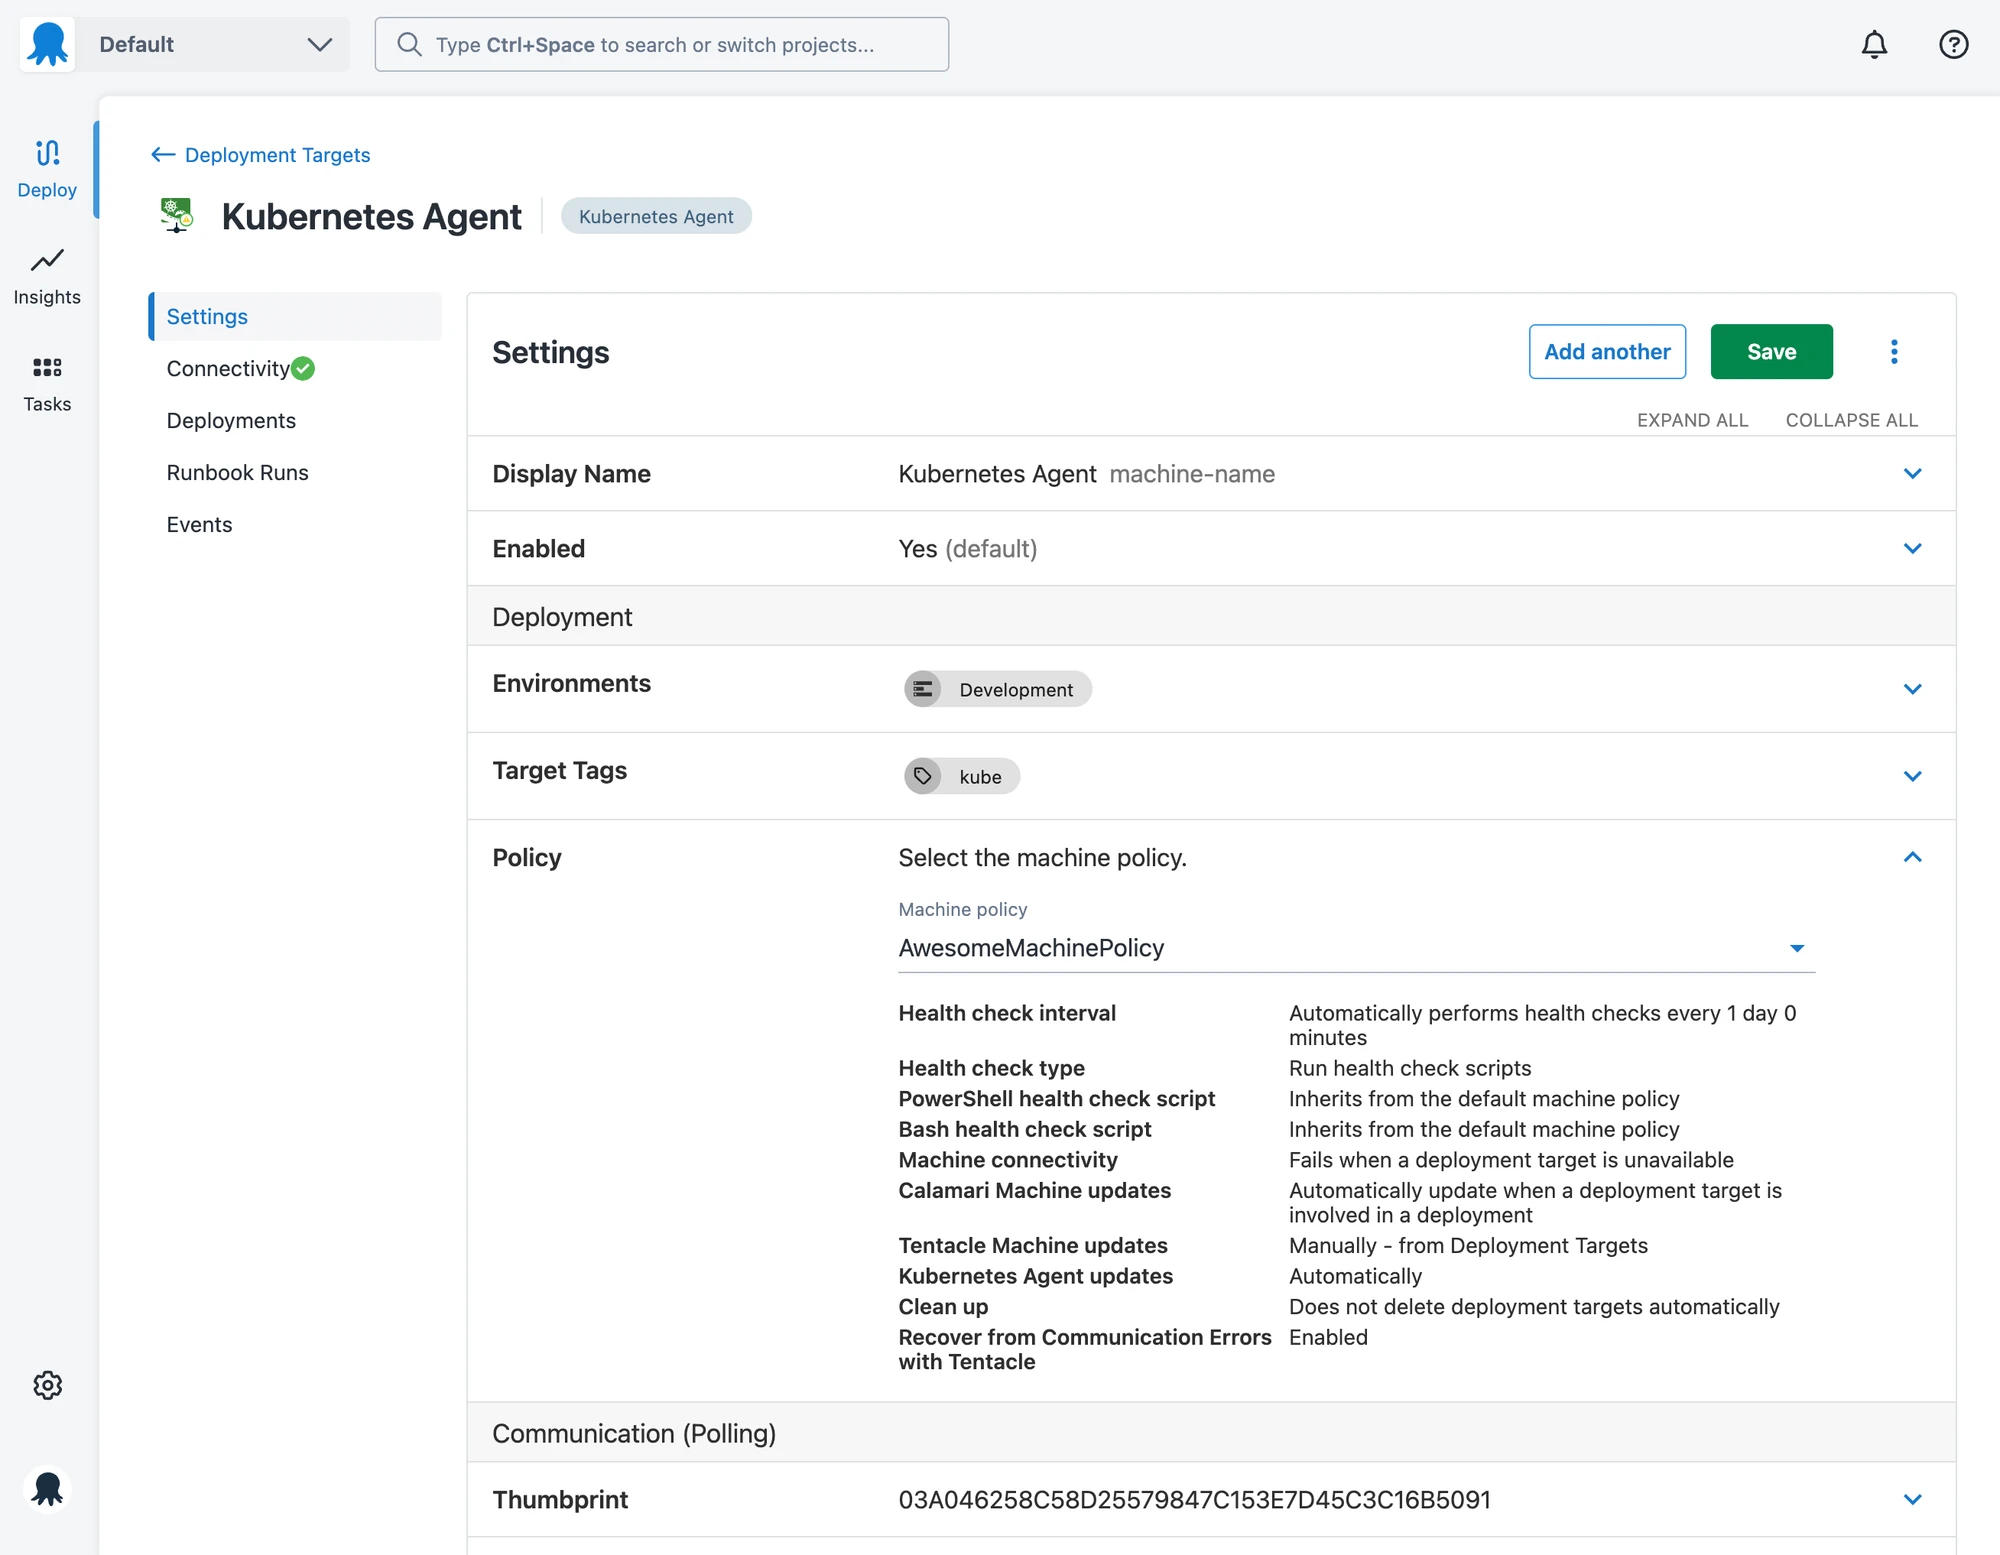 Default
Type Ctrl+Space to search or switch projects...
Deploy
Insights
Tasks
Deployment Targets
Kubernetes Agent
Kubernetes Agent
Settings
Connectivity
Deployments
Runbook Runs
Events
Settings
Add another
Save
EXPAND ALL
COLLAPSE ALL
Display Name
Kubernetes Agent machine-name
Enabled
Yes (default)
Deployment
Environments
Development
Target Tags
kube
Policy
Select the machine policy.
Machine policy
AwesomeMachinePolicy
Health check interval
Automatically performs health checks every 1 day 0
minutes
Health check type
Run health check scripts
PowerShell health check script
Inherits from the default machine policy
Bash health check script
Inherits from the default machine policy
Machine connectivity
Fails when a deployment target is unavailable
Calamari Machine updates
Automatically update when a deployment target is
involved in a deployment
Tentacle Machine updates
Manually - from Deployment Targets
Kubernetes Agent updates
Automatically
Clean up
Does not delete deployment targets automatically
Recover from Communication Errors
with Tentacle
Enabled
Communication (Polling)
Thumbprint
03A046258C58D25579847C153E7D45C3C16B5091